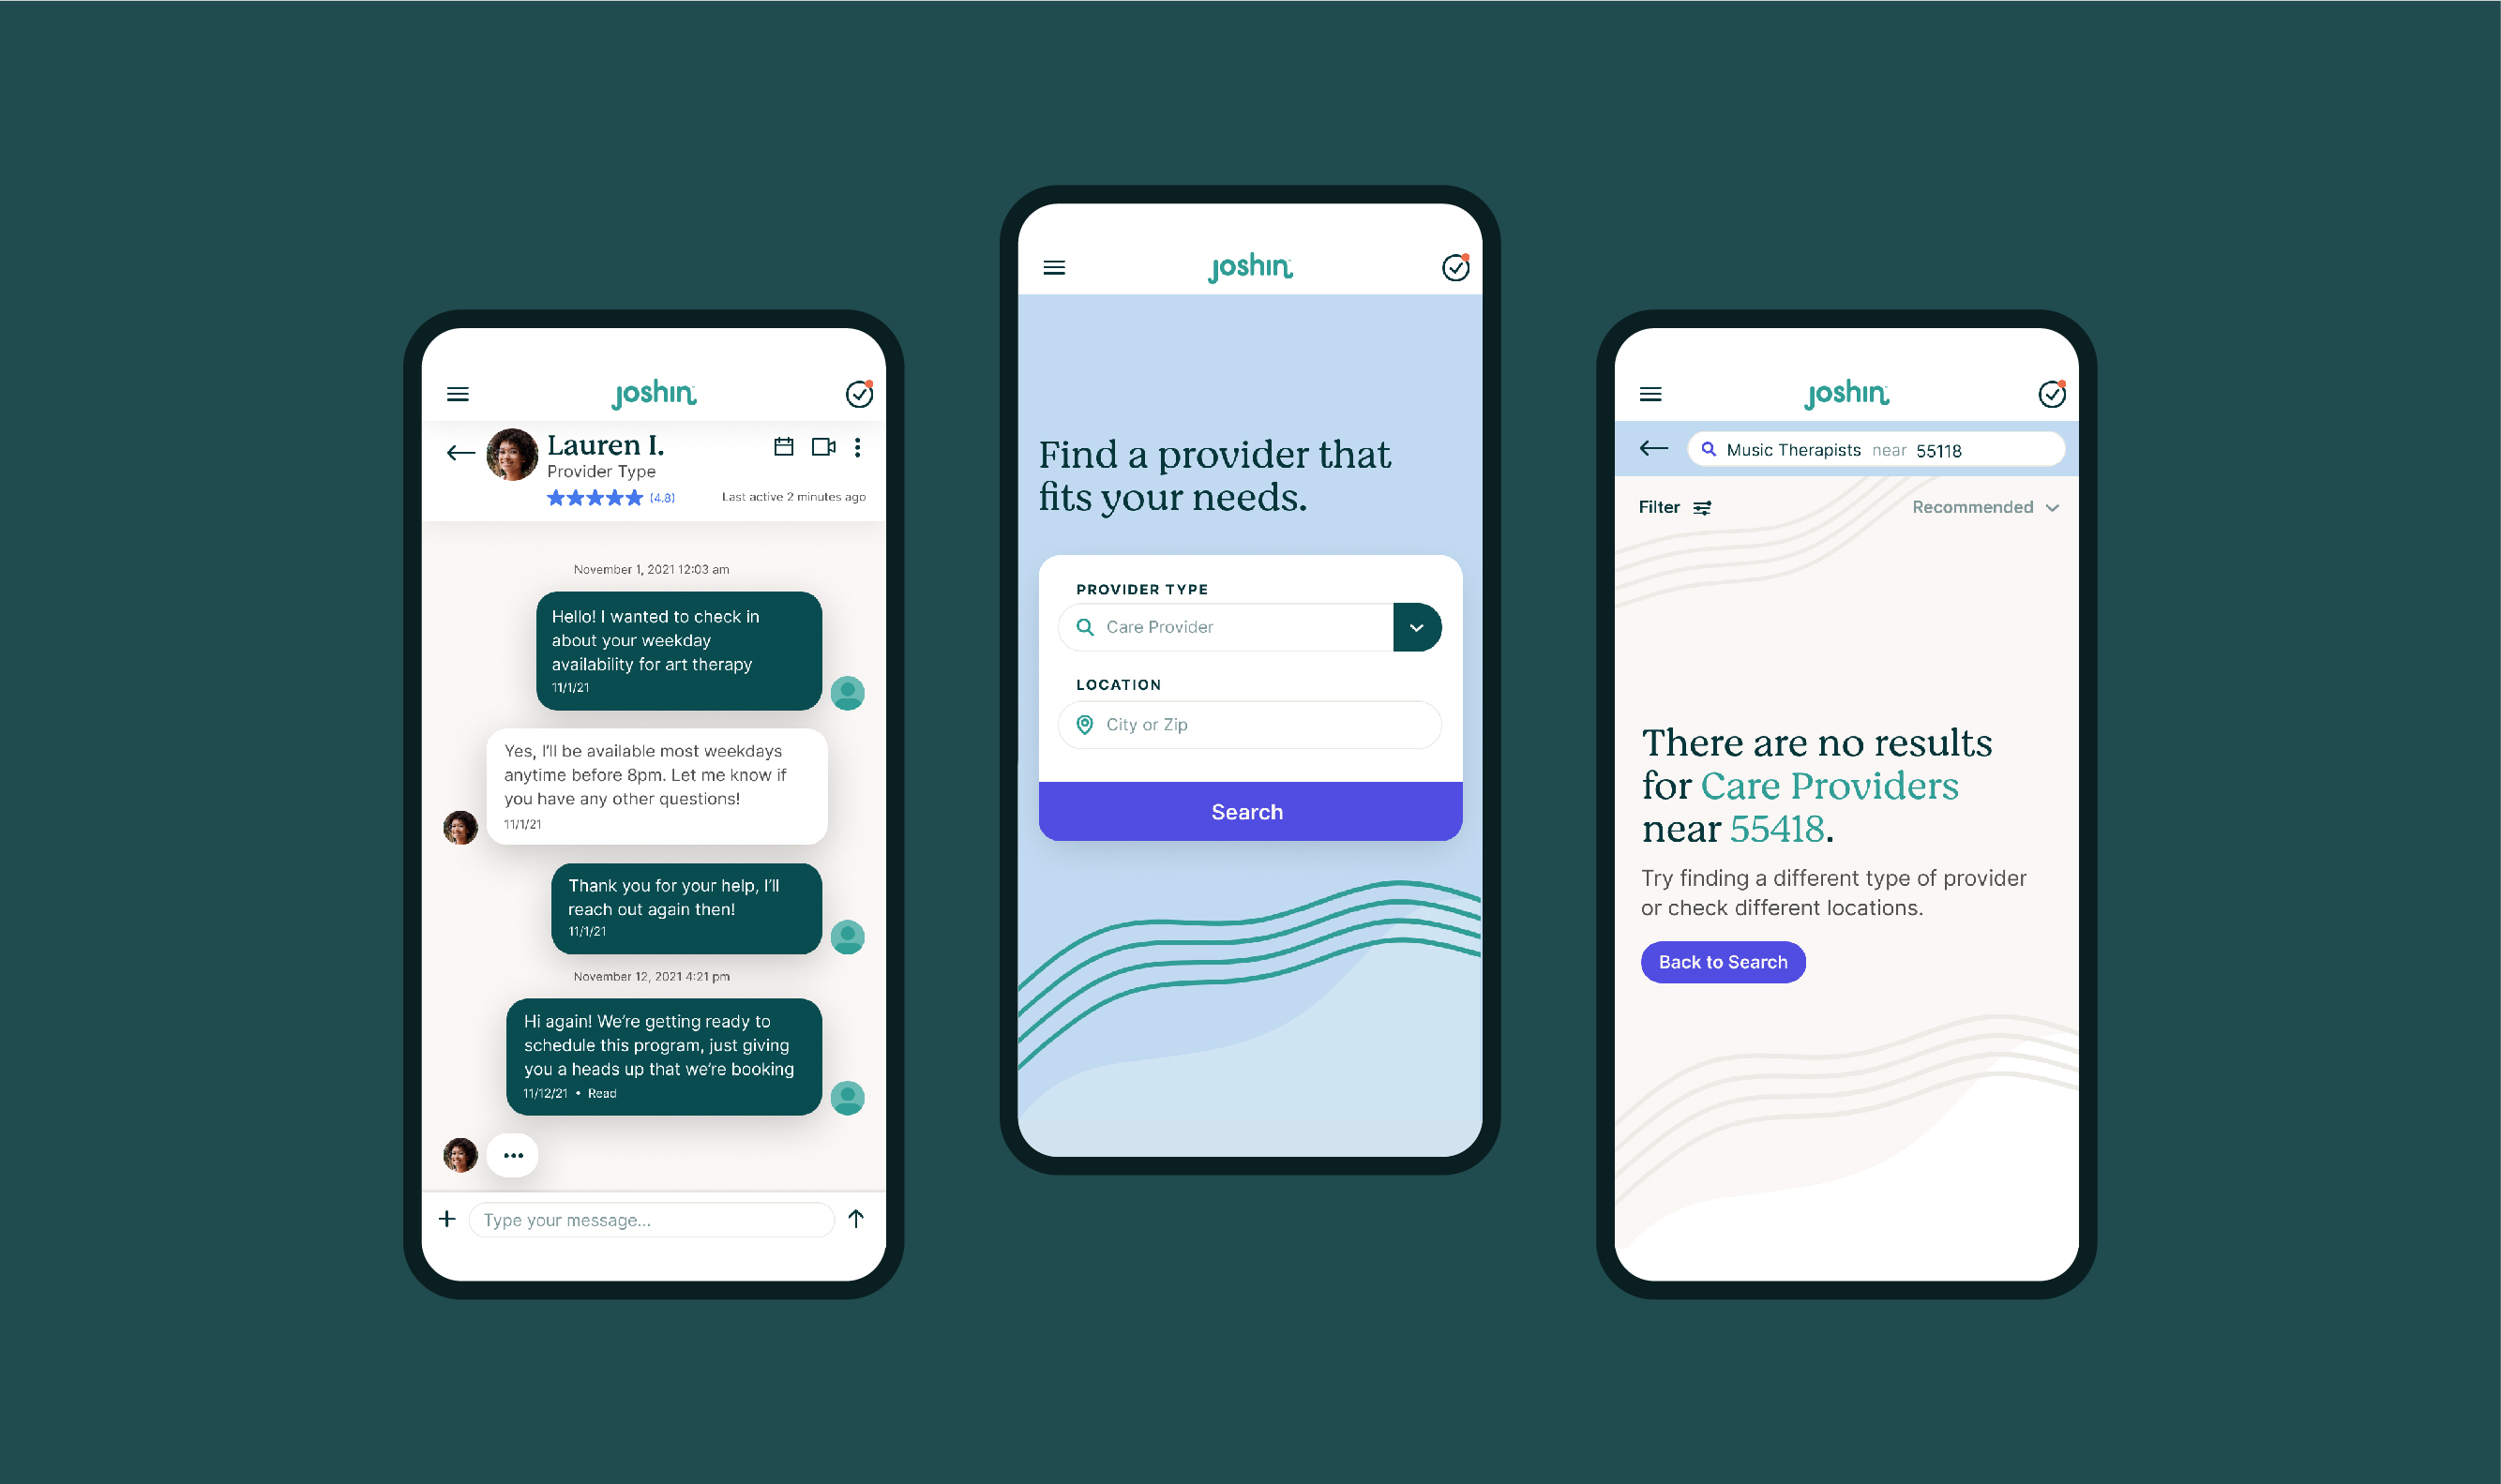 joshin
Lauren I.
Provider Type
(4.8)
Last active 2 minutes ago
November 1, 2021 12:03 am
Hello! I wanted to check in
about your weekday
availability for art therapy
11/1/21
Yes, I'll be available most weekdays
anytime before 8pm. Let me know if
you have any other questions!
11/1/21
Thank you for your help, I'll
reach out again then!
11/1/21
November 12, 2021 4:21 pm
Hi again! We're getting ready to
schedule this program, just giving
you a heads up that we're booking
11/12/21 • Read
Type your message...
joshin
Find a provider that
fits your needs.
PROVIDER TYPE
Care Provider
LOCATION
City or Zip
Search
joshin
Music Therapists near 55118
Filter
Recommended
There are no results
for Care Providers
near 55418.
Try finding a different type of provider
or check different locations.
Back to Search